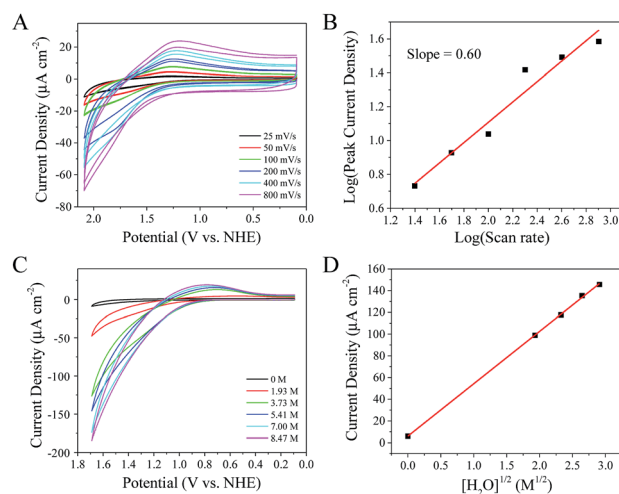 A
Current Density (μA cm⁻²)
20
0
-20
-40
-60
-80
25 mV/s
50 mV/s
100 mV/s
200 mV/s
400 mV/s
800 mV/s
2.0
1.5
1.0
0.5
0.0
Potential (V vs. NHE)
B
Log(Peak Current Density)
1.6
1.4
1.2
1.0
0.8
0.6
Slope = 0.60
1.2
1.4
1.6
1.8
2.0
2.2
2.4
2.6
2.8
3.0
Log(Scan rate)
C
Current Density (μA cm⁻²)
0
-50
-100
-150
-200
0 M
1.93 M
3.73 M
5.41 M
7.00 M
8.47 M
1.8
1.6
1.4
1.2
1.0
0.8
0.6
0.4
0.2
0.0
Potential (V vs. NHE)
D
Current Density (μA cm⁻²)
160
140
120
100
80
60
40
20
0
0.0
0.5
1.0
1.5
2.0
2.5
3.0
[H₂O]¹ᐟ² (M¹ᐟ²)